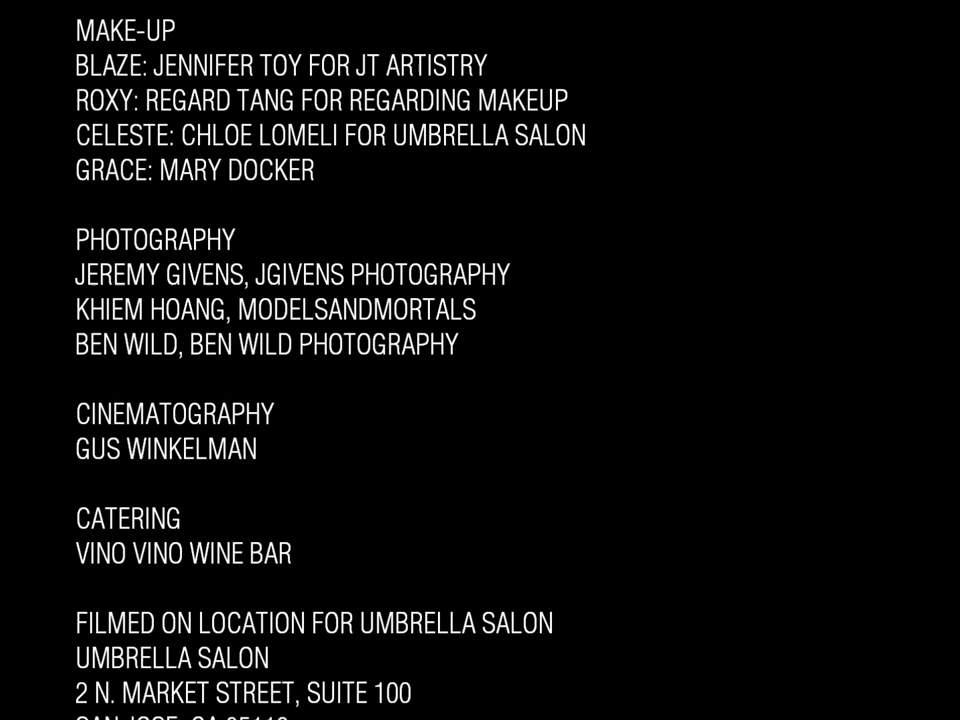 MAKE-UP
BLAZE: JENNIFER TOY FOR JT ARTISTRY
ROXY: REGARD TANG FOR REGARDING MAKEUP
CELESTE: CHLOE LOMELI FOR UMBRELLA SALON
GRACE: MARY DOCKER
PHOTOGRAPHY
JEREMY GIVENS, JGIVENS PHOTOGRAPHY
KHIEM HOANG, MODELSANDMORTALS
BEN WILD, BEN WILD PHOTOGRAPHY
CINEMATOGRAPHY
GUS WINKELMAN
CATERING
VINO VINO WINE BAR
FILMED ON LOCATION FOR UMBRELLA SALON
UMBRELLA SALON
2 N. MARKET STREET, SUITE 100
SAN JOSE, CA